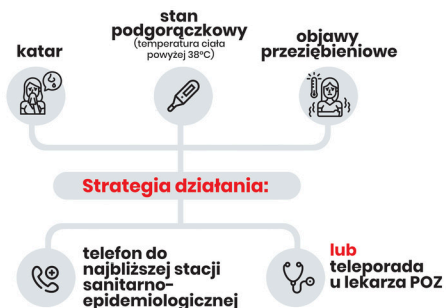 katar
stan
podgorączkowy
(temperatura ciała
powyżej 38°C)
objawy
przeziębieniowe
Strategia działania:
telefon do
najbliższej stacji
sanitarno-
epidemiologicznej
lub
teleporada
u lekarza POZ